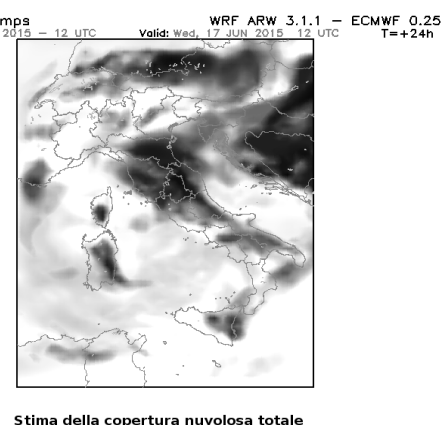 mps WRF ARW 3.1.1 – ECMWF 0.25
2015 – 12 UTC Valid: Wed, 17 JUN 2015 12 UTC T=+24h
Stima della copertura nuvolosa totale